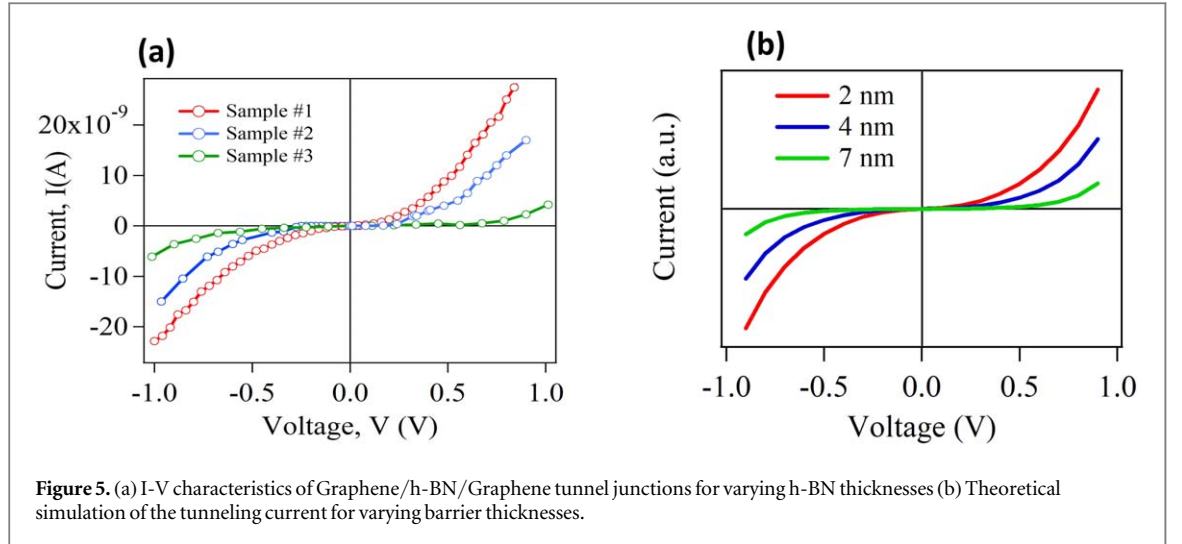 (a)
Sample #1
Sample #2
Sample #3
20x10⁻⁹
10
0
-10
-20
Current, I(A)
-1.0 -0.5 0.0 0.5 1.0
Voltage, V (V)
(b)
2 nm
4 nm
7 nm
Current (a.u.)
-1.0 -0.5 0.0 0.5 1.0
Voltage (V)
Figure 5. (a) I-V characteristics of Graphene/h-BN/Graphene tunnel junctions for varying h-BN thicknesses (b) Theoretical
simulation of the tunneling current for varying barrier thicknesses.